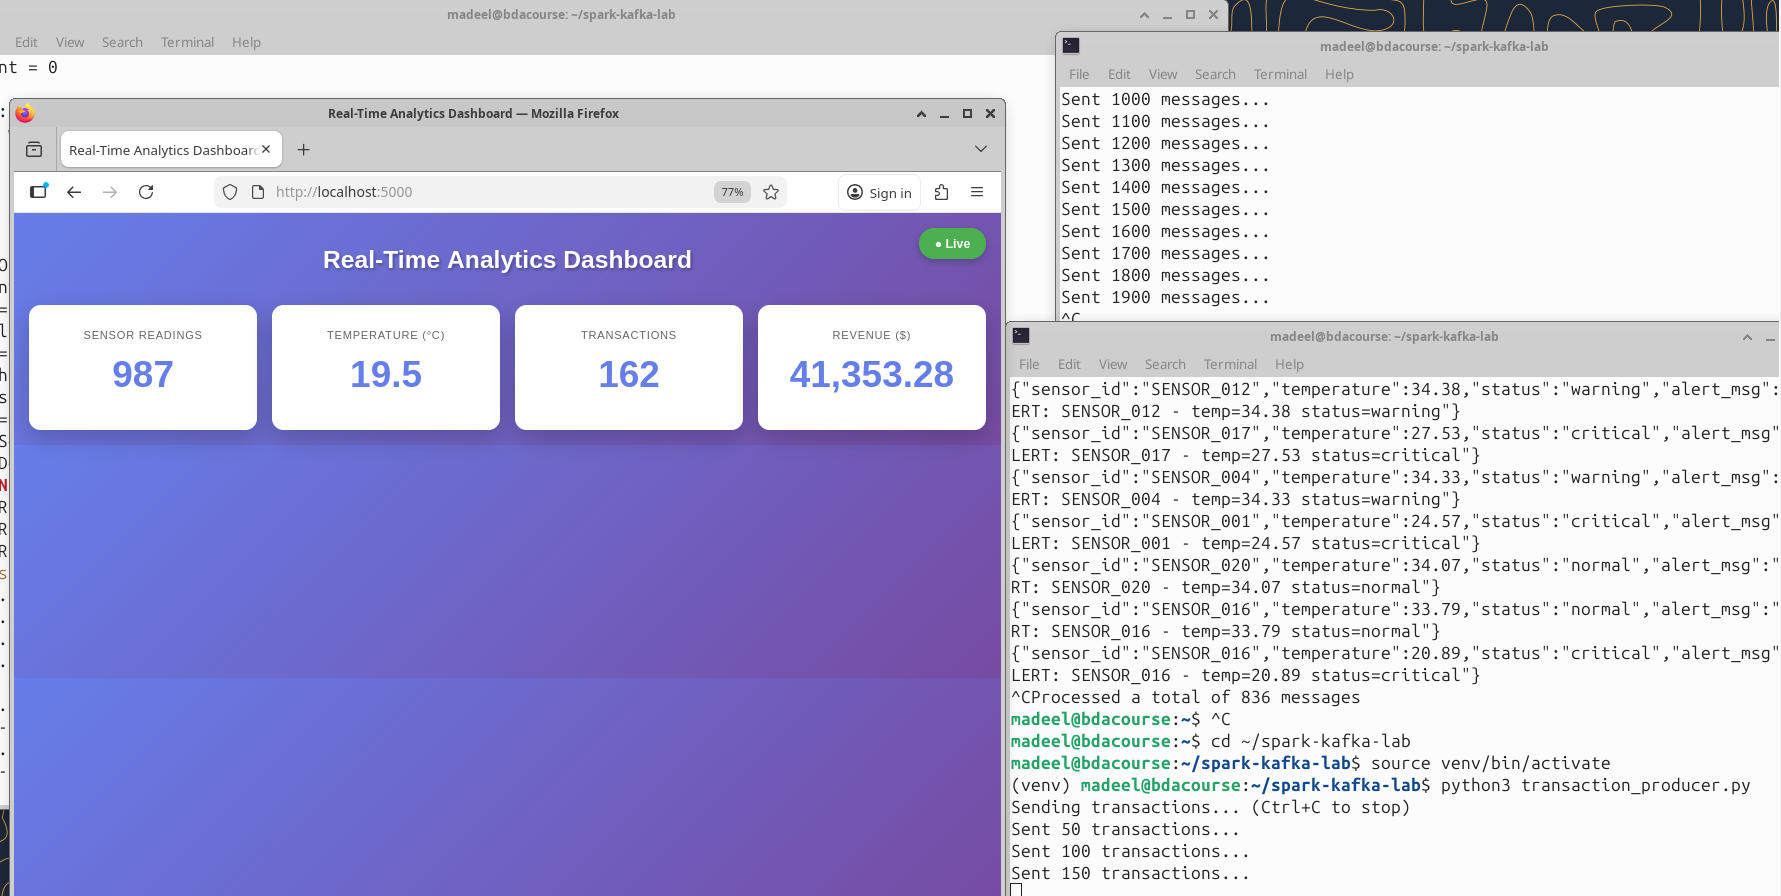 madeel@bdacourse: ~/spark-kafka-lab
Edit View Search Terminal Help
nt = 0
Real-Time Analytics Dashboard — Mozilla Firefox
Real-Time Analytics Dashboard
http://localhost:5000
77%
Sign in
● Live
Real-Time Analytics Dashboard
SENSOR READINGS
987
TEMPERATURE (°C)
19.5
TRANSACTIONS
162
REVENUE ($)
41,353.28
madeel@bdacourse: ~/spark-kafka-lab
File Edit View Search Terminal Help
Sent 1000 messages...
Sent 1100 messages...
Sent 1200 messages...
Sent 1300 messages...
Sent 1400 messages...
Sent 1500 messages...
Sent 1600 messages...
Sent 1700 messages...
Sent 1800 messages...
Sent 1900 messages...
^C
madeel@bdacourse: ~/spark-kafka-lab
File Edit View Search Terminal Help
{"sensor_id":"SENSOR_012","temperature":34.38,"status":"warning","alert_msg":
ERT: SENSOR_012 - temp=34.38 status=warning"}
{"sensor_id":"SENSOR_017","temperature":27.53,"status":"critical","alert_msg"
LERT: SENSOR_017 - temp=27.53 status=critical"}
{"sensor_id":"SENSOR_004","temperature":34.33,"status":"warning","alert_msg":
ERT: SENSOR_004 - temp=34.33 status=warning"}
{"sensor_id":"SENSOR_001","temperature":24.57,"status":"critical","alert_msg"
LERT: SENSOR_001 - temp=24.57 status=critical"}
{"sensor_id":"SENSOR_020","temperature":34.07,"status":"normal","alert_msg":"
RT: SENSOR_020 - temp=34.07 status=normal"}
{"sensor_id":"SENSOR_016","temperature":33.79,"status":"normal","alert_msg":"
RT: SENSOR_016 - temp=33.79 status=normal"}
{"sensor_id":"SENSOR_016","temperature":20.89,"status":"critical","alert_msg"
LERT: SENSOR_016 - temp=20.89 status=critical"}
^CProcessed a total of 836 messages
madeel@bdacourse:~$ ^C
madeel@bdacourse:~$ cd ~/spark-kafka-lab
madeel@bdacourse:~/spark-kafka-lab$ source venv/bin/activate
(venv) madeel@bdacourse:~/spark-kafka-lab$ python3 transaction_producer.py
Sending transactions... (Ctrl+C to stop)
Sent 50 transactions...
Sent 100 transactions...
Sent 150 transactions...